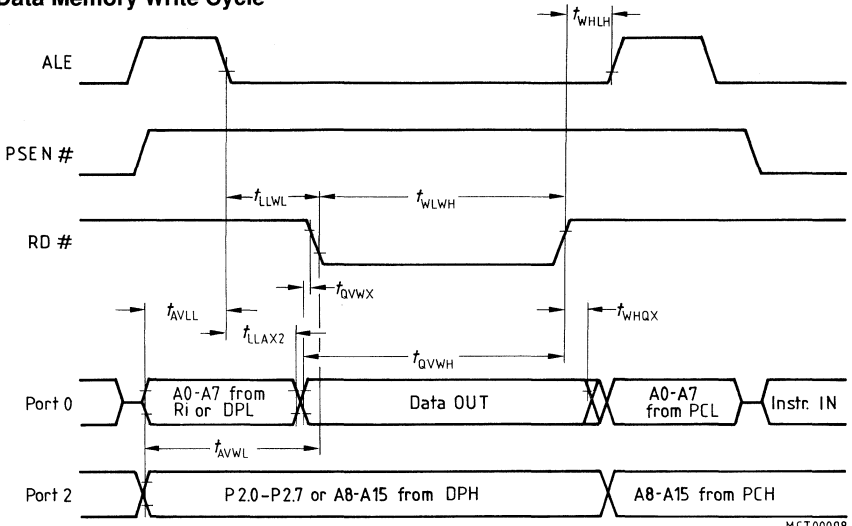 Data Memory Write Cycle
tWHLH
ALE
PSEN #
tLLWL
tWLWH
RD #
tQVWX
tAVLL
tWHQX
tLLAX2
tQVWH
Port 0
A0-A7 from
Ri or DPL
Data OUT
A0-A7
from PCL
Instr. IN
tAVWL
Port 2
P2.0-P2.7 or A8-A15 from DPH
A8-A15 from PCH
MCT00098